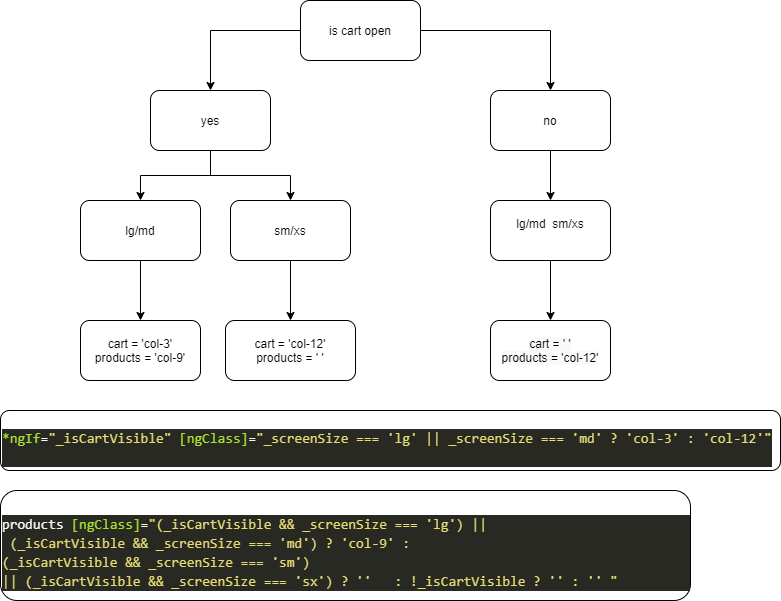 is cart open
yes
no
lg/md
sm/xs
lg/md sm/xs
cart = 'col-3'
products = 'col-9'
cart = 'col-12'
products = ' '
cart = ' '
products = 'col-12'
*ngIf="_isCartVisible" [ngClass]="_screenSize === 'lg' || _screenSize === 'md' ? 'col-3' : 'col-12'"
products [ngClass]="(_isCartVisible && _screenSize === 'lg') ||
(_isCartVisible && _screenSize === 'md') ? 'col-9' :
(_isCartVisible && _screenSize === 'sm')
|| (_isCartVisible && _screenSize === 'sx') ? '' : !_isCartVisible ? '' : '' "